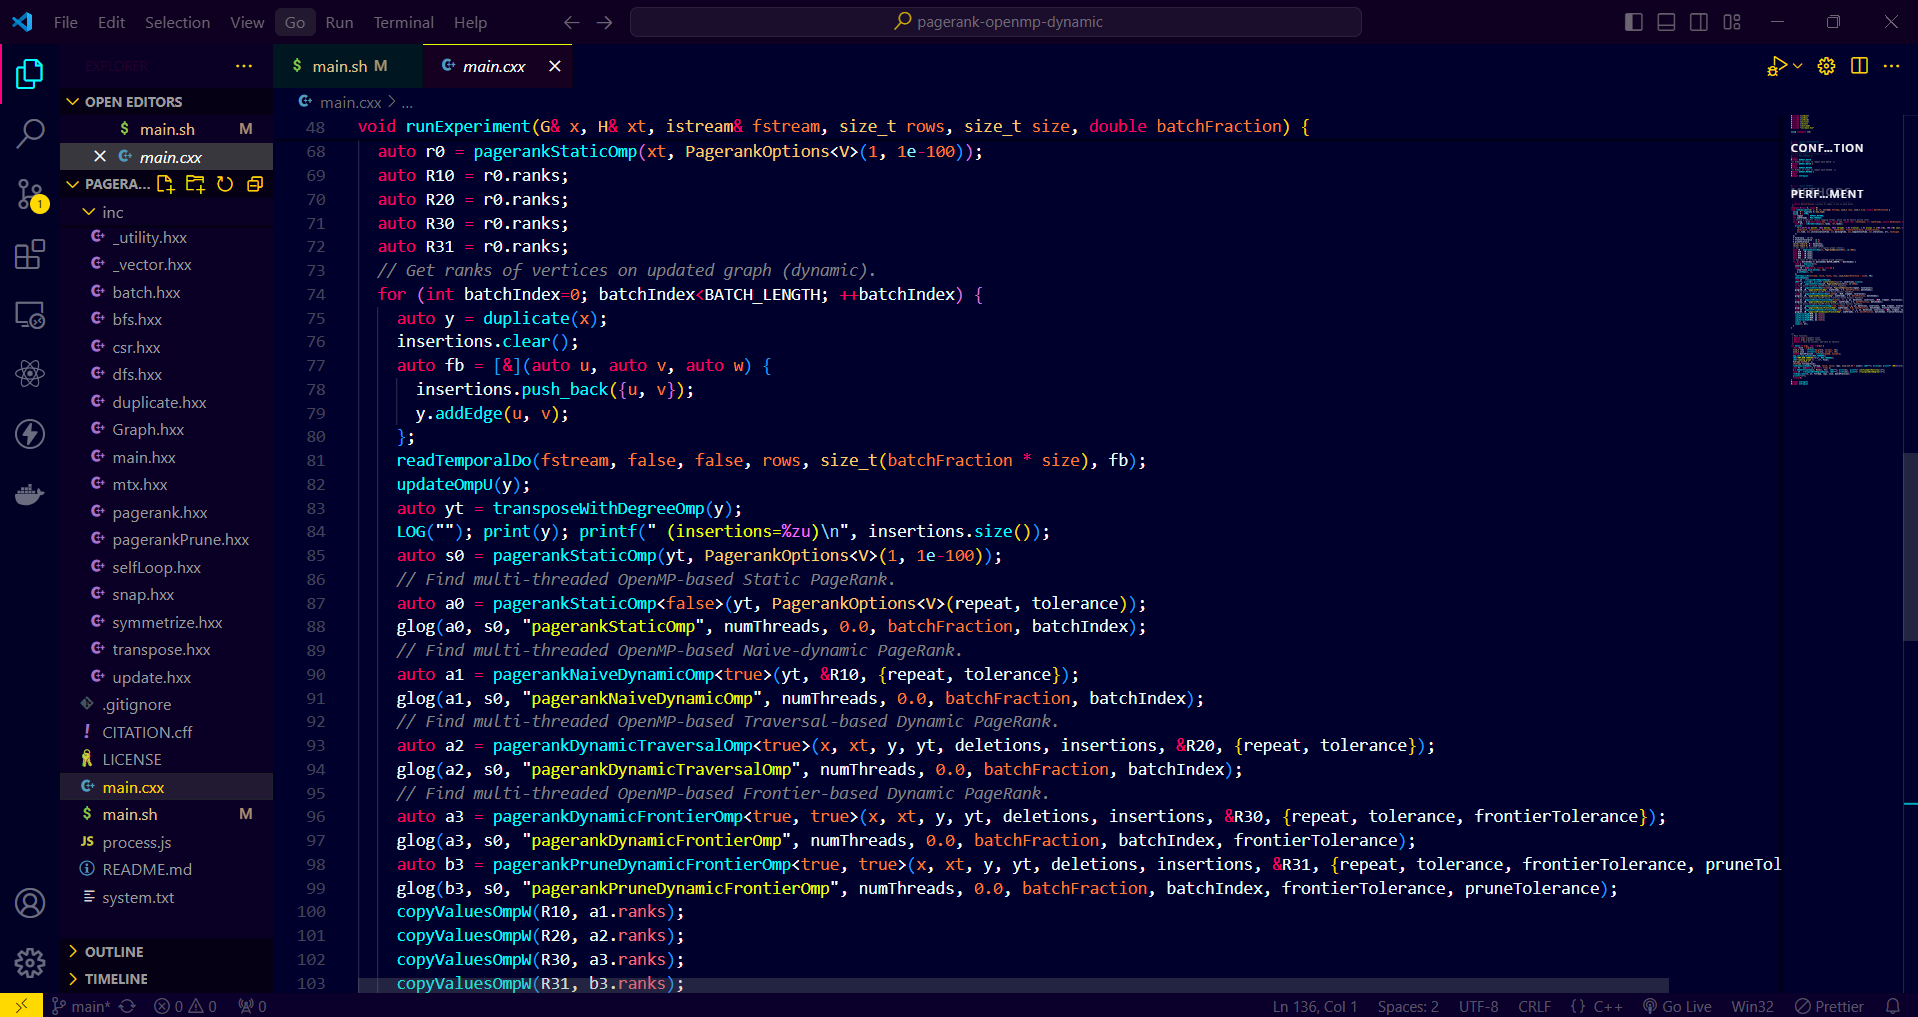 File Edit Selection View Go Run Terminal Help
pagerank-openmp-dynamic
EXPLORER
OPEN EDITORS
$ main.sh M
main.cxx
PAGERA...
inc
_utility.hxx
_vector.hxx
batch.hxx
bfs.hxx
csr.hxx
dfs.hxx
duplicate.hxx
Graph.hxx
main.hxx
mtx.hxx
pagerank.hxx
pagerankPrune.hxx
selfLoop.hxx
snap.hxx
symmetrize.hxx
transpose.hxx
update.hxx
.gitignore
! CITATION.cff
LICENSE
main.cxx
$ main.sh M
JS process.js
README.md
system.txt
OUTLINE
TIMELINE
1
$ main.sh M
main.cxx
main.cxx > ...
48 void runExperiment(G& x, H& xt, istream& fstream, size_t rows, size_t size, double batchFraction) {
68 auto r0 = pagerankStaticOmp(xt, PagerankOptions<V>(1, 1e-100));
69 auto R10 = r0.ranks;
70 auto R20 = r0.ranks;
71 auto R30 = r0.ranks;
72 auto R31 = r0.ranks;
73 // Get ranks of vertices on updated graph (dynamic).
74 for (int batchIndex=0; batchIndex<BATCH_LENGTH; ++batchIndex) {
75 auto y = duplicate(x);
76 insertions.clear();
77 auto fb = [&](auto u, auto v, auto w) {
78 insertions.push_back({u, v});
79 y.addEdge(u, v);
80 };
81 readTemporalDo(fstream, false, false, rows, size_t(batchFraction * size), fb);
82 updateOmpU(y);
83 auto yt = transposeWithDegreeOmp(y);
84 LOG(""); print(y); printf(" (insertions=%zu)\n", insertions.size());
85 auto s0 = pagerankStaticOmp(yt, PagerankOptions<V>(1, 1e-100));
86 // Find multi-threaded OpenMP-based Static PageRank.
87 auto a0 = pagerankStaticOmp<false>(yt, PagerankOptions<V>(repeat, tolerance));
88 glog(a0, s0, "pagerankStaticOmp", numThreads, 0.0, batchFraction, batchIndex);
89 // Find multi-threaded OpenMP-based Naive-dynamic PageRank.
90 auto a1 = pagerankNaiveDynamicOmp<true>(yt, &R10, {repeat, tolerance});
91 glog(a1, s0, "pagerankNaiveDynamicOmp", numThreads, 0.0, batchFraction, batchIndex);
92 // Find multi-threaded OpenMP-based Traversal-based Dynamic PageRank.
93 auto a2 = pagerankDynamicTraversalOmp<true>(x, xt, y, yt, deletions, insertions, &R20, {repeat, tolerance});
94 glog(a2, s0, "pagerankDynamicTraversalOmp", numThreads, 0.0, batchFraction, batchIndex);
95 // Find multi-threaded OpenMP-based Frontier-based Dynamic PageRank.
96 auto a3 = pagerankDynamicFrontierOmp<true, true>(x, xt, y, yt, deletions, insertions, &R30, {repeat, tolerance, frontierTolerance});
97 glog(a3, s0, "pagerankDynamicFrontierOmp", numThreads, 0.0, batchFraction, batchIndex, frontierTolerance);
98 auto b3 = pagerankPruneDynamicFrontierOmp<true, true>(x, xt, y, yt, deletions, insertions, &R31, {repeat, tolerance, frontierTolerance, pruneTol
99 glog(b3, s0, "pagerankPruneDynamicFrontierOmp", numThreads, 0.0, batchFraction, batchIndex, frontierTolerance, pruneTolerance);
100 copyValuesOmpW(R10, a1.ranks);
101 copyValuesOmpW(R20, a2.ranks);
102 copyValuesOmpW(R30, a3.ranks);
103 copyValuesOmpW(R31, b3.ranks);
CONF...TION
PERF...MENT
main* 0 0 0
Ln 136, Col 1 Spaces: 2 UTF-8 CRLF {} C++ Go Live Win32 Prettier